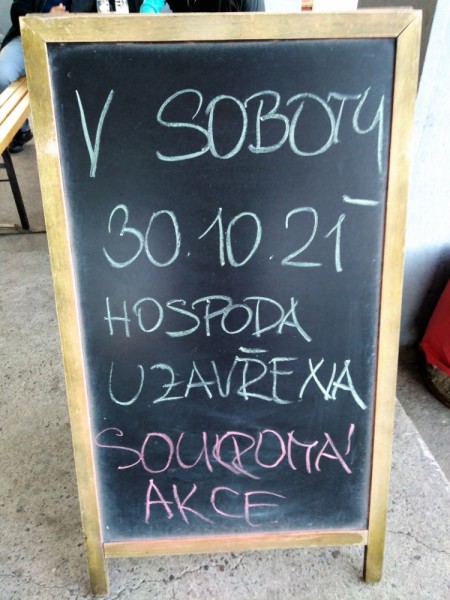 V SOBOTY
30.10.21
HOSPODA
UZAVŘENA
SOUKROMÁ
AKCE